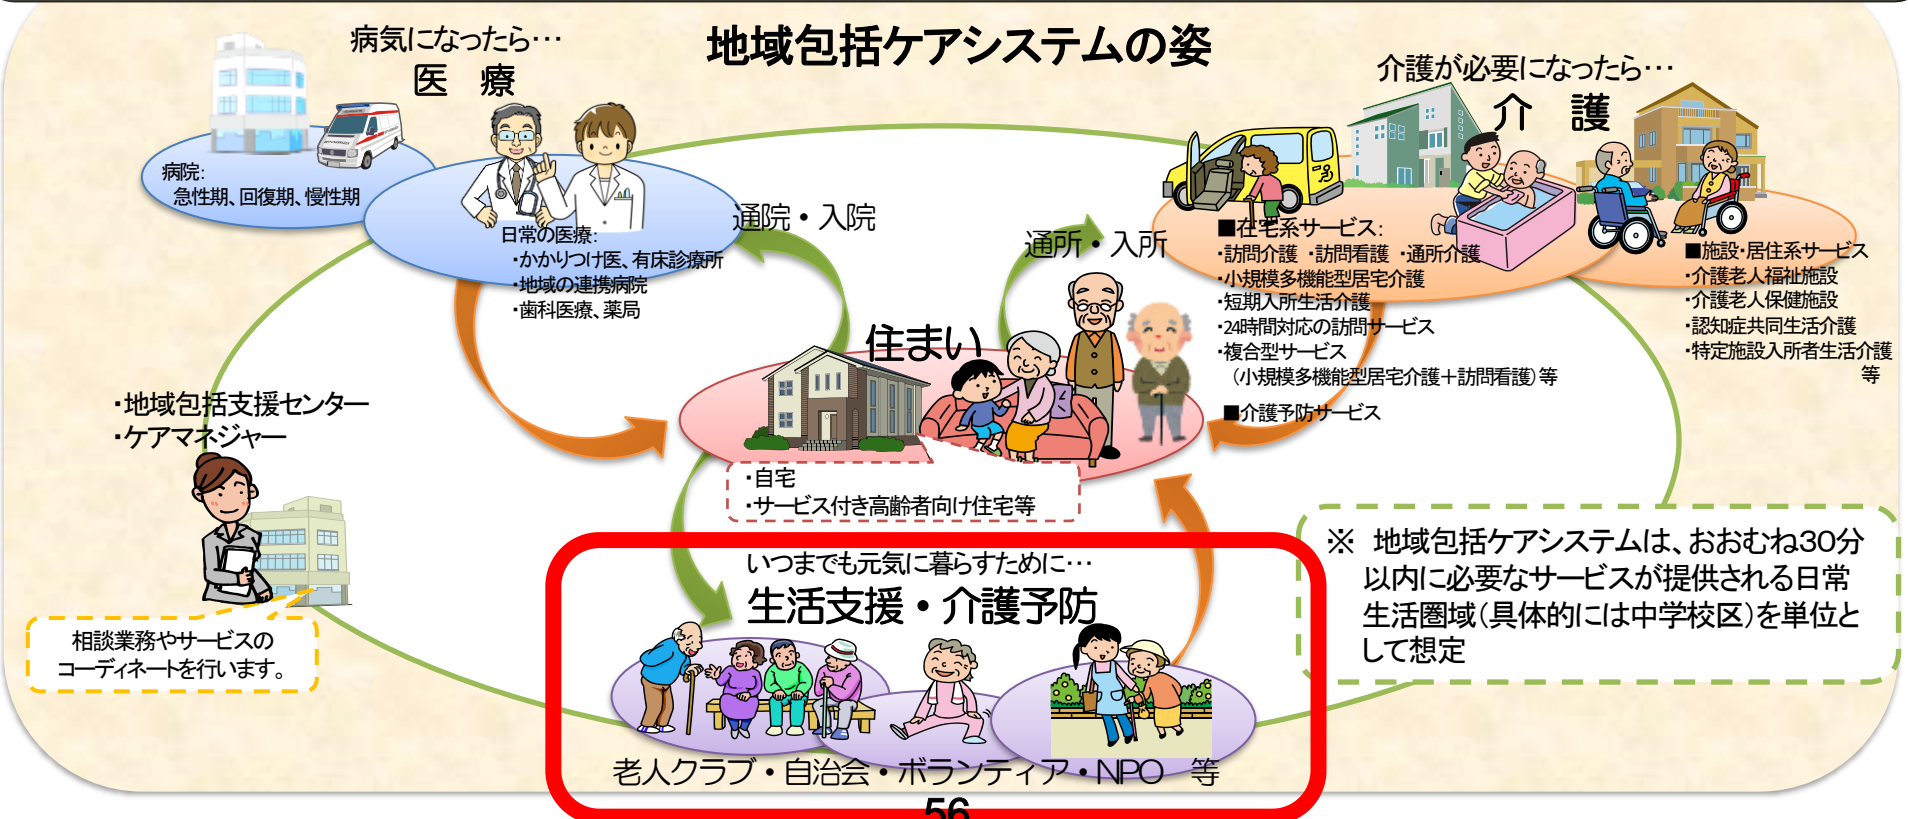 地域包括ケアシステムの姿
病気になったら…
医　療
病院:
急性期、回復期、慢性期
日常の医療:
・かかりつけ医、有床診療所
・地域の連携病院
・歯科医療、薬局
通院・入院
通所・入所
介護が必要になったら…
介　護
■在宅系サービス:
・訪問介護 ・訪問看護 ・通所介護
・小規模多機能型居宅介護
・短期入所生活介護
・24時間対応の訪問サービス
・複合型サービス
（小規模多機能型居宅介護＋訪問看護）等
■介護予防サービス
■施設・居住系サービス
・介護老人福祉施設
・介護老人保健施設
・認知症共同生活介護
・特定施設入所者生活介護
等
住まい
・自宅
・サービス付き高齢者向け住宅等
・地域包括支援センター
・ケアマネジャー
相談業務やサービスの
コーディネートを行います。
いつまでも元気に暮らすために…
生活支援・介護予防
老人クラブ・自治会・ボランティア・NPO　等
※　地域包括ケアシステムは、おおむね30分
以内に必要なサービスが提供される日常
生活圏域（具体的には中学校区）を単位と
して想定
56